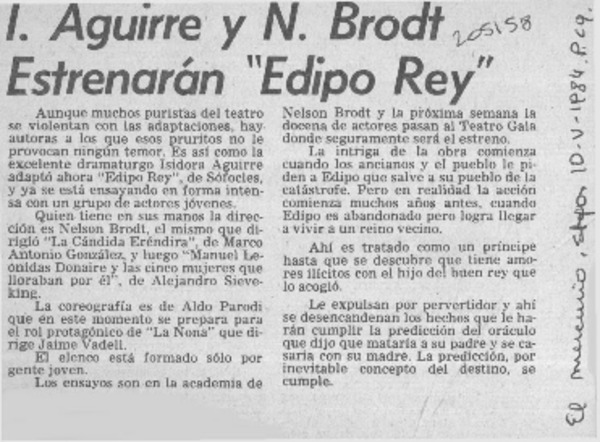 I. Aguirre y N. Brodt
205158
Estrenarán "Edipo Rey"
Aunque muchos puristas del teatro
se violentan con las adaptaciones, hay
autoras a los que esos pruritos no le
provocan ningún temor. Es así como la
excelente dramaturgo Isidora Aguirre
adaptó ahora "Edipo Rey", de Sófocles,
y ya se está ensayando en forma inten-
sa con un grupo de actores jóvenes.
Quien tiene en sus manos la direc-
ción es Nelson Brodt, el mismo que di-
rigió "La Cándida Eréndira", de Marco
Antonio González, y luego "Manuel Le-
ónidas Donaire y las cinco mujeres que
lloraban por él", de Alejandro Sieve-
king.
La coreografía es de Aldo Parodi
que en este momento se prepara para
el rol protagónico de "La Nona" que di-
rige Jaime Vadell.
El elenco está formado sólo por
gente joven.
Los ensayos son en la academia de
Nelson Brodt y la próxima semana la
docena de actores pasan al Teatro Gala
donde seguramente será el estreno.
La intriga de la obra comienza
cuando los ancianos y el pueblo le pi-
den a Edipo que salve a su pueblo de la
catástrofe. Pero en realidad la acción
comienza muchos años antes, cuando
Edipo es abandonado pero logra llegar
a vivir a un reino vecino.
Ahí es tratado como un príncipe
hasta que se descubre que tiene amo-
res ilícitos con el hijo del buen rey que
lo acogió.
Le expulsan por pervertidor y ahí
se desencandenan los hechos que le ha-
rán cumplir la predicción del oráculo
que dijo que mataría a su padre y se ca-
saría con su madre. La predicción, por
inevitable concepto del destino, se
cumple.
El mercurio, stgo, 10-V-1984. P.c9.